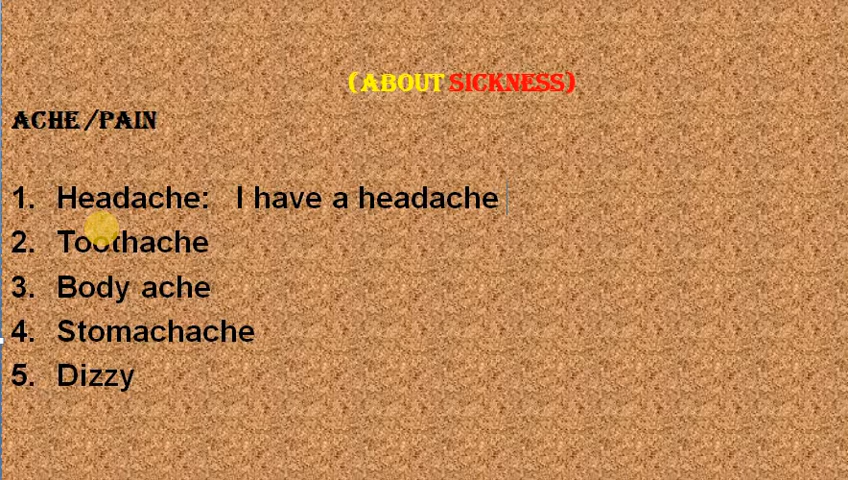 (ABOUT SICKNESS)
ACHE /PAIN
1. Headache: I have a headache
2. Toothache
3. Body ache
4. Stomachache
5. Dizzy